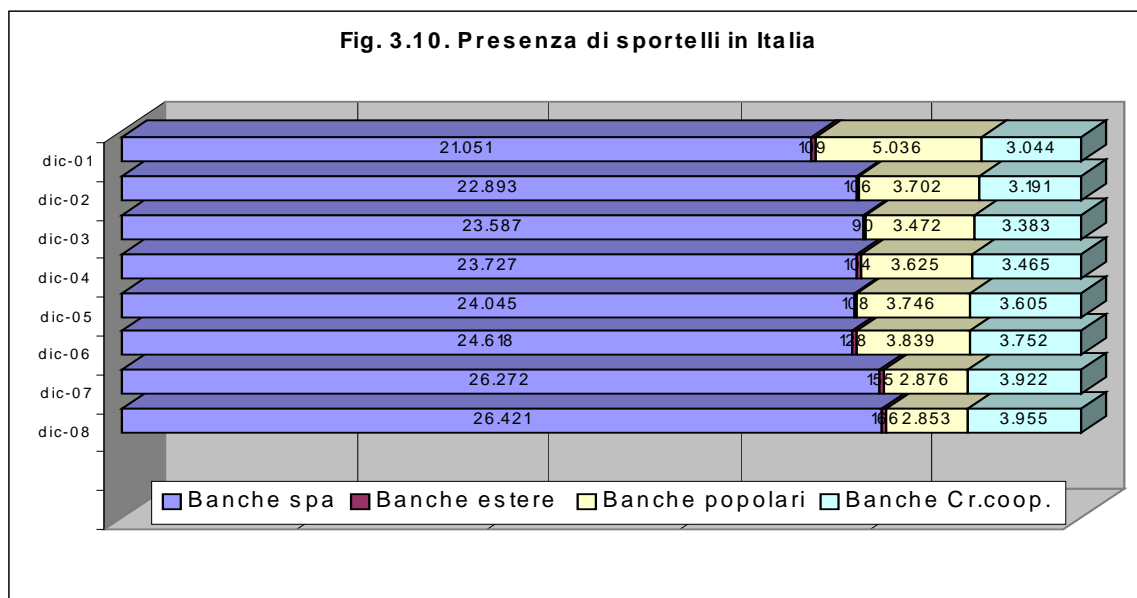 Fig. 3.10. Presenza di sportelli in Italia
dic-01 21.051 109 5.036 3.044
dic-02 22.893 106 3.702 3.191
dic-03 23.587 90 3.472 3.383
dic-04 23.727 104 3.625 3.465
dic-05 24.045 108 3.746 3.605
dic-06 24.618 128 3.839 3.752
dic-07 26.272 155 2.876 3.922
dic-08 26.421 166 2.853 3.955
Banche spa Banche estere Banche popolari Banche Cr.coop.